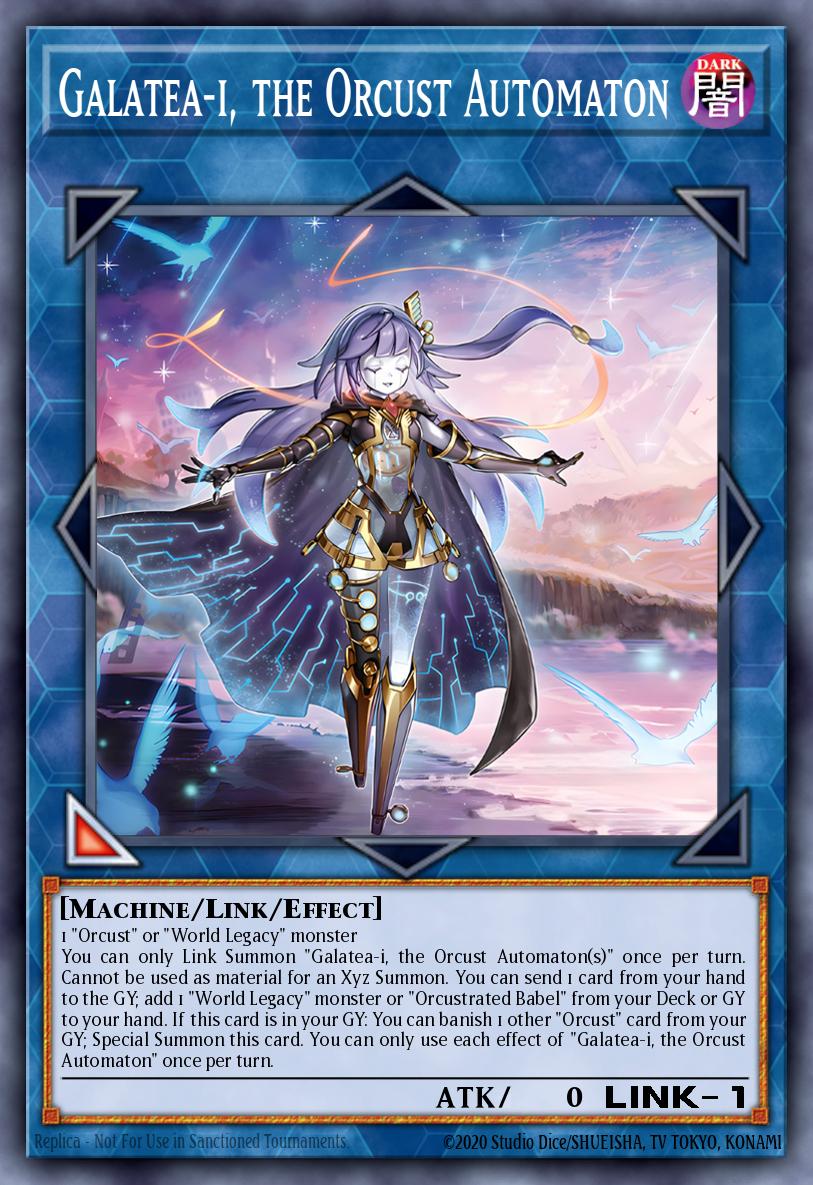 GALATEA-I, THE ORCUST AUTOMATON
DARK
闇
[MACHINE/LINK/EFFECT]
1 "Orcust" or "World Legacy" monster
You can only Link Summon "Galatea-i, the Orcust Automaton(s)" once per turn.
Cannot be used as material for an Xyz Summon. You can send 1 card from your hand
to the GY; add 1 "World Legacy" monster or "Orcustrated Babel" from your Deck or GY
to your hand. If this card is in your GY: You can banish 1 other "Orcust" card from your
GY; Special Summon this card. You can only use each effect of "Galatea-i, the Orcust
Automaton" once per turn.
ATK/ 0 LINK-1
Replica - Not For Use in Sanctioned Tournaments.
©2020 Studio Dice/SHUEISHA, TV TOKYO, KONAMI